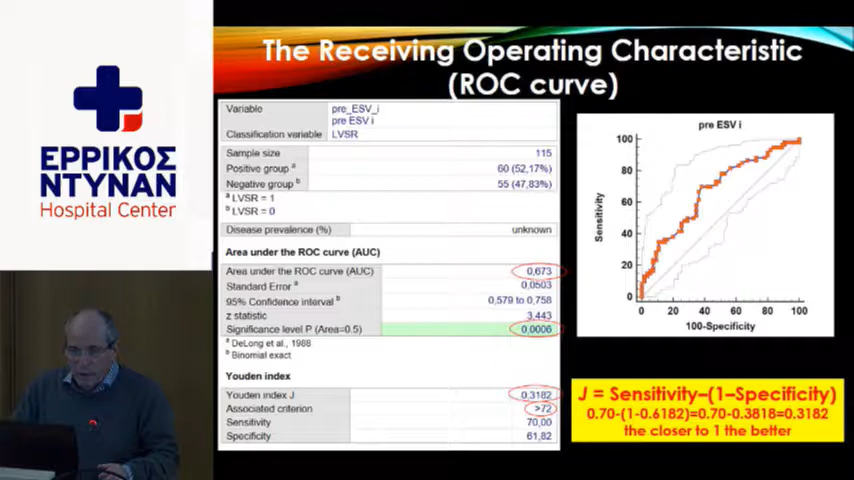 ΕΡΡΙΚΟΣ
ΝΤΥΝΑΝ
Hospital Center
The Receiving Operating Characteristic
(ROC curve)
Variable pre_ESV_i
pre ESV i
Classification variable LVSR
Sample size 115
Positive group a 60 (52,17%)
Negative group b 55 (47,83%)
a LVSR = 1
b LVSR = 0
Disease prevalence (%) unknown
Area under the ROC curve (AUC)
Area under the ROC curve (AUC) 0,673
Standard Error a 0,0503
95% Confidence interval b 0,579 to 0,758
z statistic 3,443
Significance level P (Area=0.5) 0,0006
a DeLong et al., 1988
b Binomial exact
Youden index
Youden index J 0,3182
Associated criterion >72
Sensitivity 70,00
Specificity 61,82
pre ESV i
100
80
60
40
20
0
Sensitivity
0 20 40 60 80 100
100-Specificity
J = Sensitivity–(1–Specificity)
0.70-(1-0.6182)=0.70-0.3818=0.3182
the closer to 1 the better